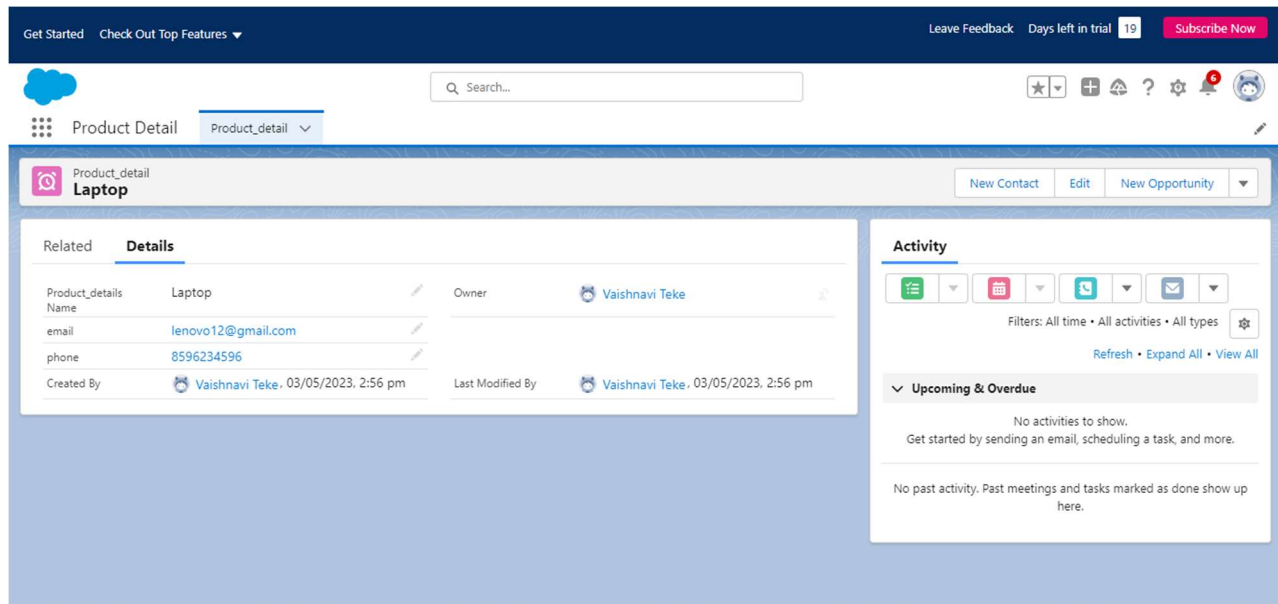 Get Started Check Out Top Features
Leave Feedback Days left in trial 19 Subscribe Now
Search...
6
Product Detail Product_detail
Product_detail
Laptop
New Contact Edit New Opportunity
Related Details
Product_details
Name
Laptop
Owner Vaishnavi Teke
email lenovo12@gmail.com
phone 8596234596
Created By Vaishnavi Teke, 03/05/2023, 2:56 pm
Last Modified By Vaishnavi Teke, 03/05/2023, 2:56 pm
Activity
Filters: All time • All activities • All types
Refresh • Expand All • View All
Upcoming & Overdue
No activities to show.
Get started by sending an email, scheduling a task, and more.
No past activity. Past meetings and tasks marked as done show up
here.